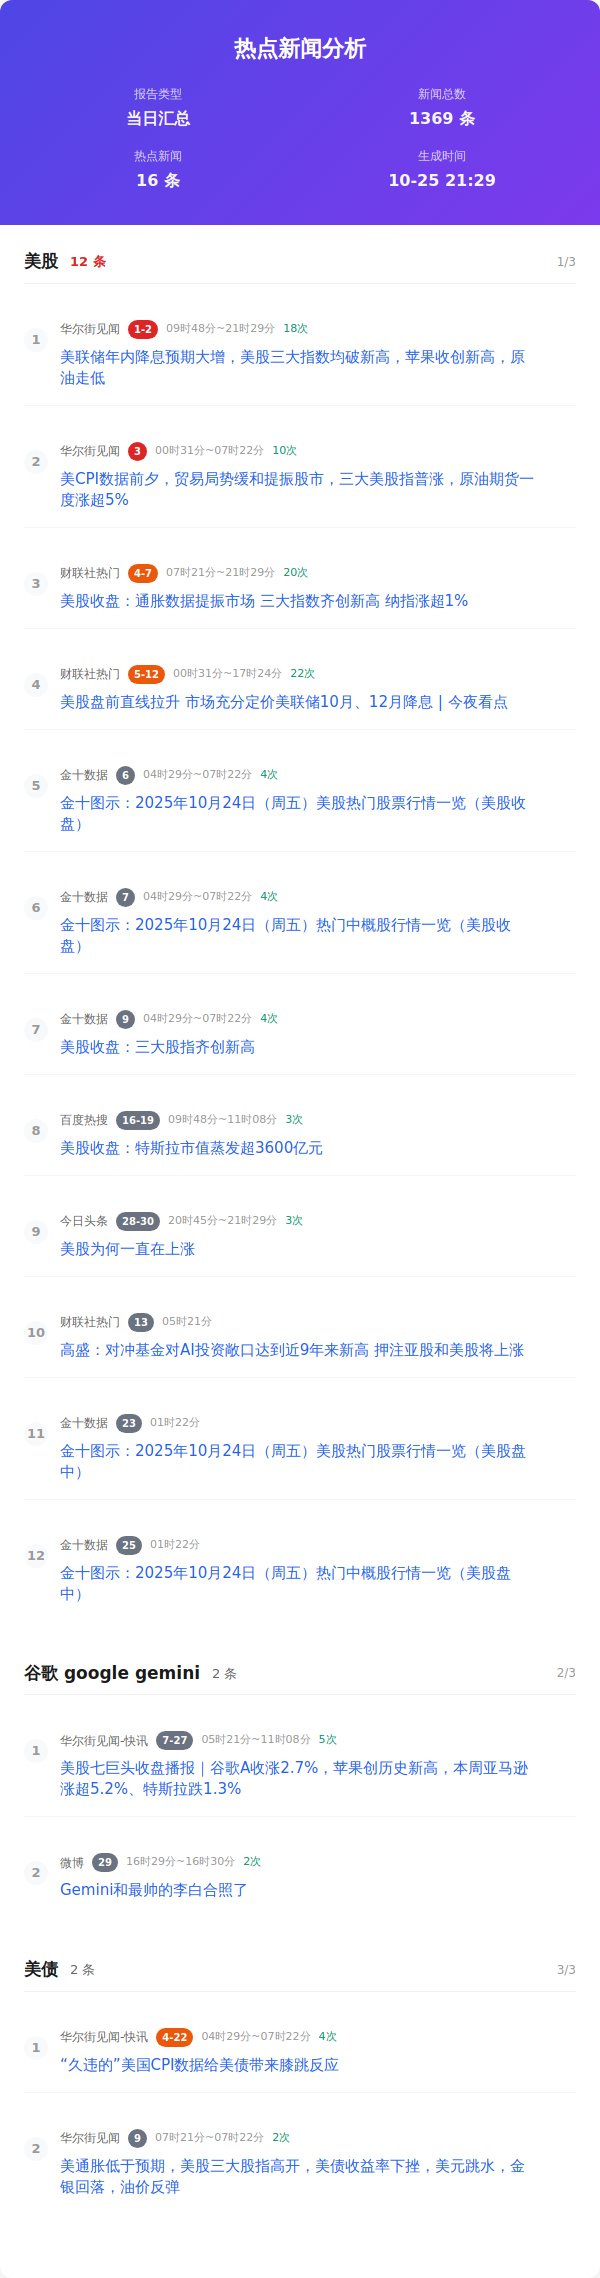 热点新闻分析
报告类型
当日汇总
新闻总数
1369 条
热点新闻
16 条
生成时间
10-25 21:29
美股 12 条 1/3
1
华尔街见闻 1-2 09时48分~21时29分 18次
美联储年内降息预期大增，美股三大指数均破新高，苹果收创新高，原
油走低
2
华尔街见闻 3 00时31分~07时22分 10次
美CPI数据前夕，贸易局势缓和提振股市，三大美股指普涨，原油期货一
度涨超5%
3
财联社热门 4-7 07时21分~21时29分 20次
美股收盘：通胀数据提振市场 三大指数齐创新高 纳指涨超1%
4
财联社热门 5-12 00时31分~17时24分 22次
美股盘前直线拉升 市场充分定价美联储10月、12月降息 | 今夜看点
5
金十数据 6 04时29分~07时22分 4次
金十图示：2025年10月24日（周五）美股热门股票行情一览（美股收
盘）
6
金十数据 7 04时29分~07时22分 4次
金十图示：2025年10月24日（周五）热门中概股行情一览（美股收
盘）
7
金十数据 9 04时29分~07时22分 4次
美股收盘：三大股指齐创新高
8
百度热搜 16-19 09时48分~11时08分 3次
美股收盘：特斯拉市值蒸发超3600亿元
9
今日头条 28-30 20时45分~21时29分 3次
美股为何一直在上涨
10
财联社热门 13 05时21分
高盛：对冲基金对AI投资敞口达到近9年来新高 押注亚股和美股将上涨
11
金十数据 23 01时22分
金十图示：2025年10月24日（周五）美股热门股票行情一览（美股盘
中）
12
金十数据 25 01时22分
金十图示：2025年10月24日（周五）热门中概股行情一览（美股盘
中）
谷歌 google gemini 2 条 2/3
1
华尔街见闻-快讯 7-27 05时21分~11时08分 5次
美股七巨头收盘播报｜谷歌A收涨2.7%，苹果创历史新高，本周亚马逊
涨超5.2%、特斯拉跌1.3%
2
微博 29 16时29分~16时30分 2次
Gemini和最帅的李白合照了
美债 2 条 3/3
1
华尔街见闻-快讯 4-22 04时29分~07时22分 4次
“久违的”美国CPI数据给美债带来膝跳反应
2
华尔街见闻 9 07时21分~07时22分 2次
美通胀低于预期，美股三大股指高开，美债收益率下挫，美元跳水，金
银回落，油价反弹